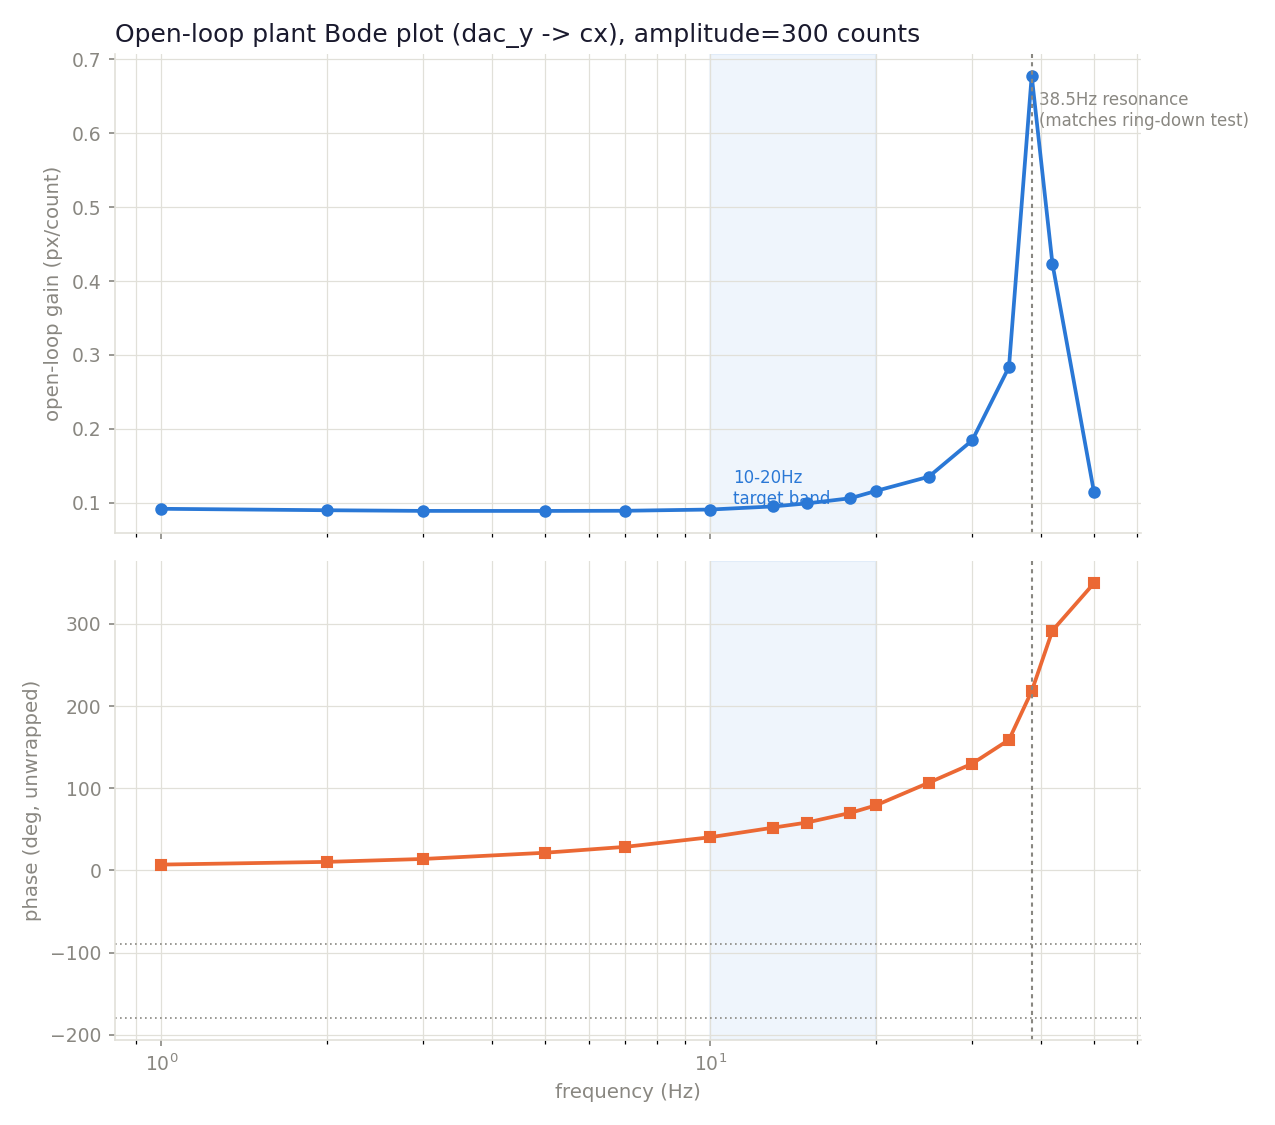 Open-loop plant Bode plot (dac_y -> cx), amplitude=300 counts
open-loop gain (px/count)
0.7
0.6
0.5
0.4
0.3
0.2
0.1
38.5Hz resonance
(matches ring-down test)
10-20Hz
target band
phase (deg, unwrapped)
300
200
100
0
−100
−200
10⁰
10¹
frequency (Hz)